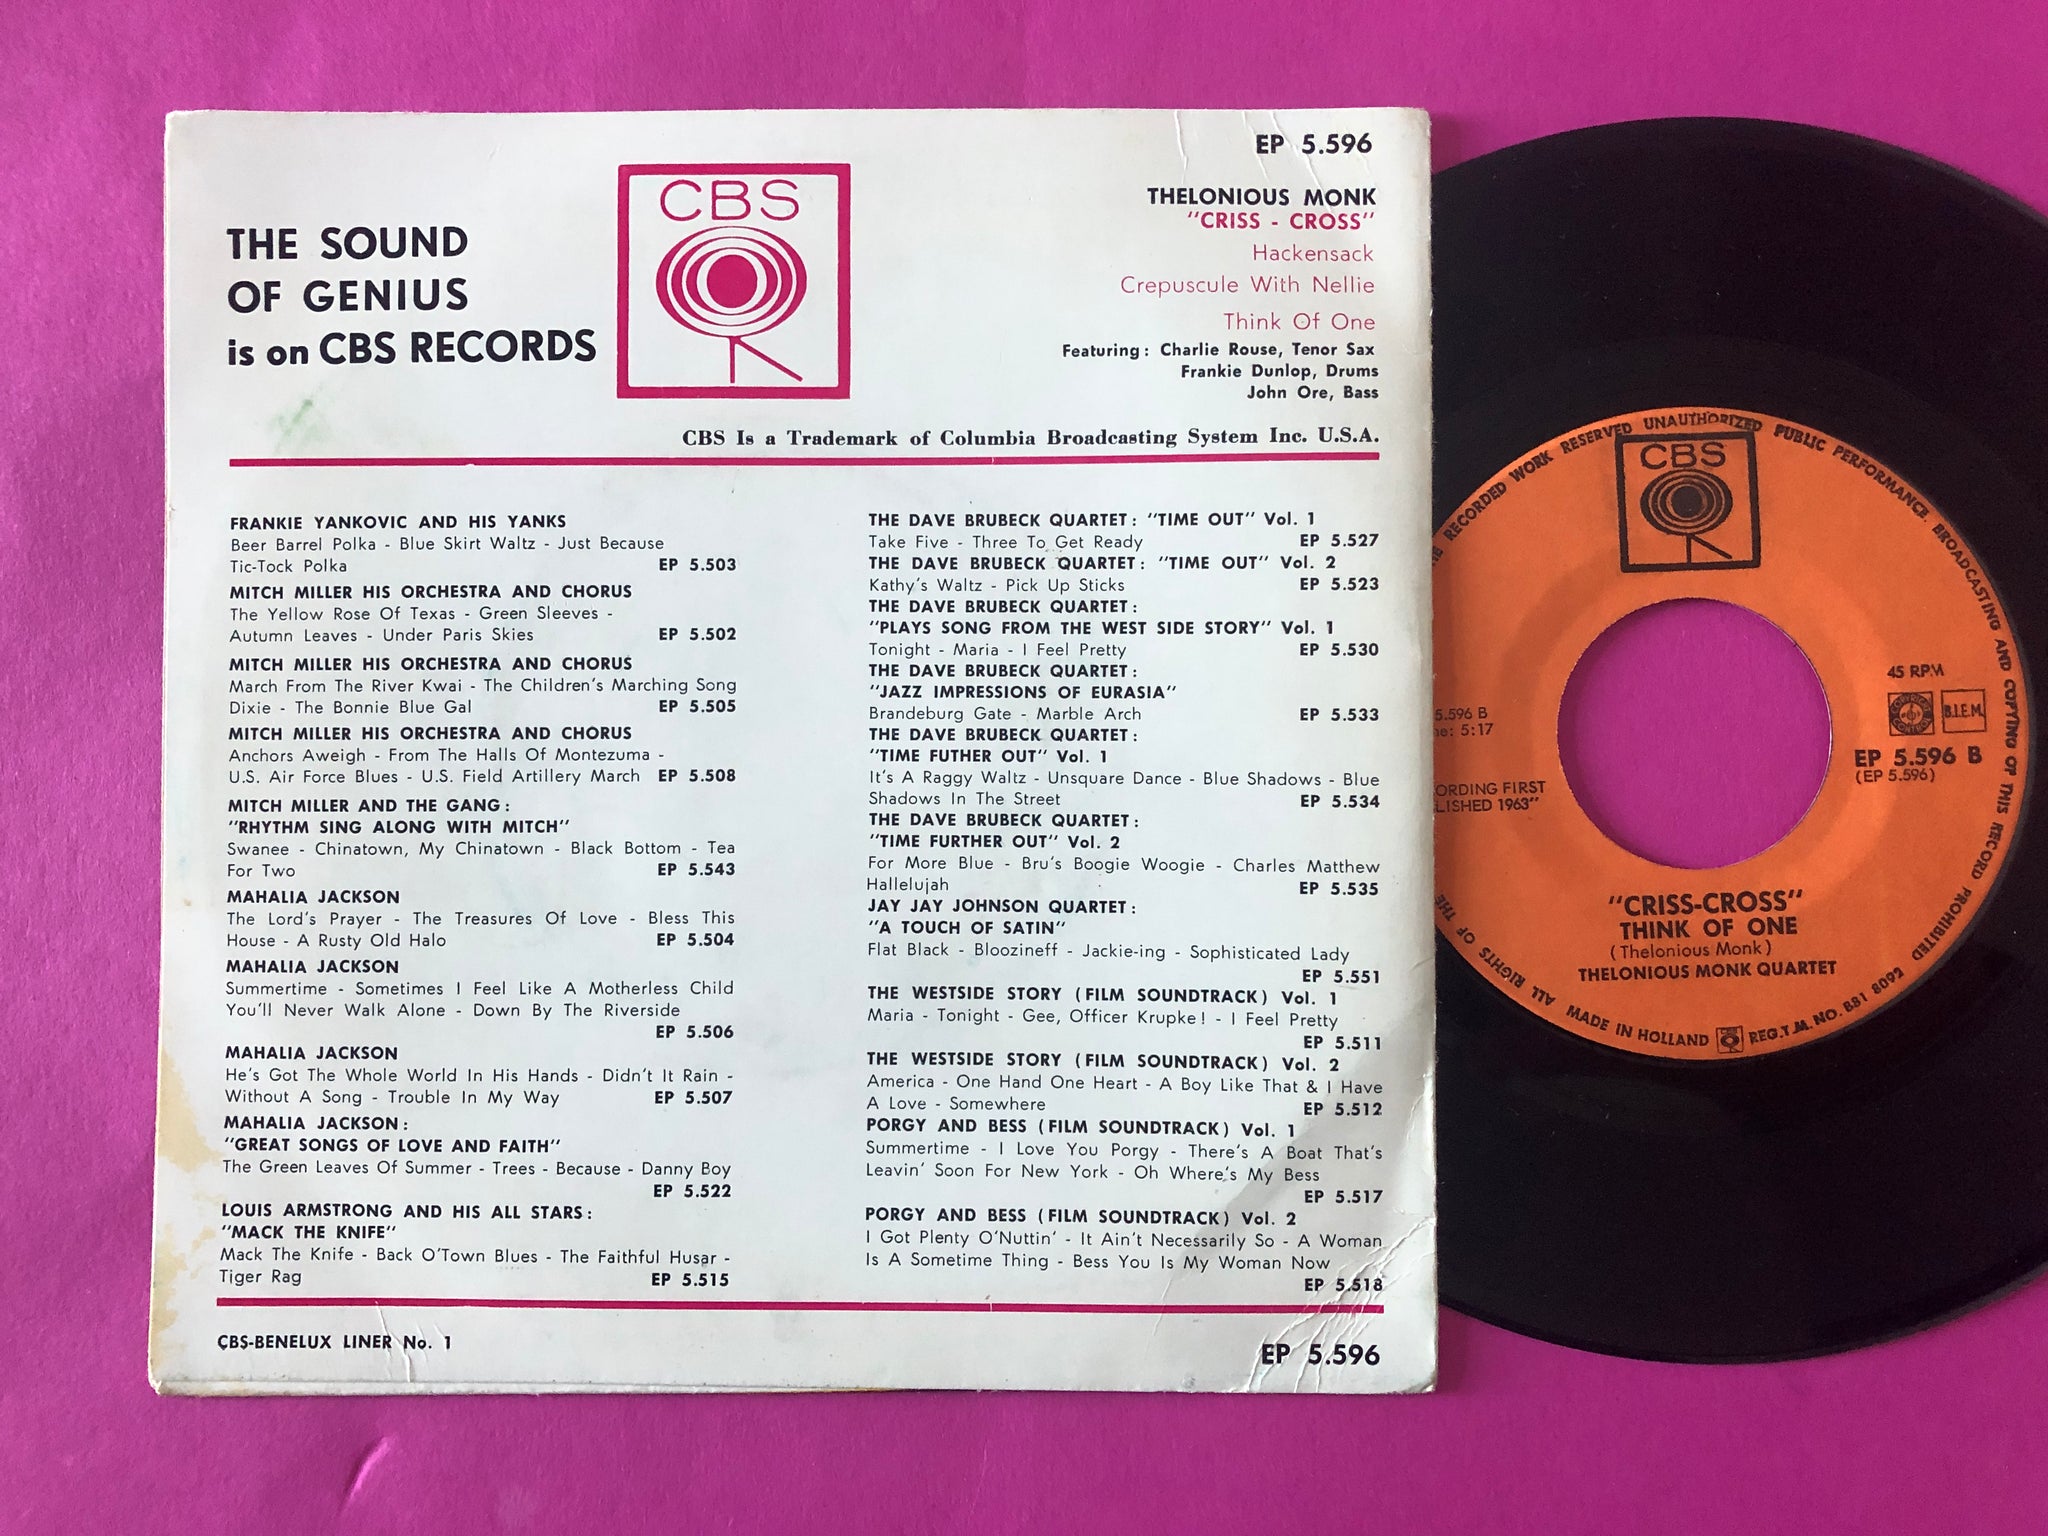 EP 5.596
THE SOUND
OF GENIUS
is on CBS RECORDS
CBS
THELONIOUS MONK
"CRISS - CROSS"
Hackensack
Crepuscule With Nellie
Think Of One
Featuring: Charlie Rouse, Tenor Sax
Frankie Dunlop, Drums
John Ore, Bass
CBS Is a Trademark of Columbia Broadcasting System Inc. U.S.A.
FRANKIE YANKOVIC AND HIS YANKS
Beer Barrel Polka - Blue Skirt Waltz - Just Because
Tic-Tock Polka EP 5.503
MITCH MILLER HIS ORCHESTRA AND CHORUS
The Yellow Rose Of Texas - Green Sleeves -
Autumn Leaves - Under Paris Skies EP 5.502
MITCH MILLER HIS ORCHESTRA AND CHORUS
March From The River Kwai - The Children's Marching Song
Dixie - The Bonnie Blue Gal EP 5.505
MITCH MILLER HIS ORCHESTRA AND CHORUS
Anchors Aweigh - From The Halls Of Montezuma -
U.S. Air Force Blues - U.S. Field Artillery March EP 5.508
MITCH MILLER AND THE GANG:
"RHYTHM SING ALONG WITH MITCH"
Swanee - Chinatown, My Chinatown - Black Bottom - Tea
For Two EP 5.543
MAHALIA JACKSON
The Lord's Prayer - The Treasures Of Love - Bless This
House - A Rusty Old Halo EP 5.504
MAHALIA JACKSON
Summertime - Sometimes I Feel Like A Motherless Child
You'll Never Walk Alone - Down By The Riverside
EP 5.506
MAHALIA JACKSON
He's Got The Whole World In His Hands - Didn't It Rain -
Without A Song - Trouble In My Way EP 5.507
MAHALIA JACKSON:
"GREAT SONGS OF LOVE AND FAITH"
The Green Leaves Of Summer - Trees - Because - Danny Boy
EP 5.522
LOUIS ARMSTRONG AND HIS ALL STARS:
"MACK THE KNIFE"
Mack The Knife - Back O'Town Blues - The Faithful Husar -
Tiger Rag EP 5.515
THE DAVE BRUBECK QUARTET: "TIME OUT" Vol. 1
Take Five - Three To Get Ready EP 5.527
THE DAVE BRUBECK QUARTET: "TIME OUT" Vol. 2
Kathy's Waltz - Pick Up Sticks EP 5.523
THE DAVE BRUBECK QUARTET:
"PLAYS SONG FROM THE WEST SIDE STORY" Vol. 1
Tonight - Maria - I Feel Pretty EP 5.530
THE DAVE BRUBECK QUARTET:
"JAZZ IMPRESSIONS OF EURASIA"
Brandeburg Gate - Marble Arch EP 5.533
THE DAVE BRUBECK QUARTET:
"TIME FUTHER OUT" Vol. 1
It's A Raggy Waltz - Unsquare Dance - Blue Shadows - Blue
Shadows In The Street EP 5.534
THE DAVE BRUBECK QUARTET:
"TIME FURTHER OUT" Vol. 2
For More Blue - Bru's Boogie Woogie - Charles Matthew
Hallelujah EP 5.535
JAY JAY JOHNSON QUARTET:
"A TOUCH OF SATIN"
Flat Black - Bloozineff - Jackie-ing - Sophisticated Lady
EP 5.551
THE WESTSIDE STORY (FILM SOUNDTRACK) Vol. 1
Maria - Tonight - Gee, Officer Krupke! - I Feel Pretty
EP 5.511
THE WESTSIDE STORY (FILM SOUNDTRACK) Vol. 2
America - One Hand One Heart - A Boy Like That & I Have
A Love - Somewhere EP 5.512
PORGY AND BESS (FILM SOUNDTRACK) Vol. 1
Summertime - I Love You Porgy - There's A Boat That's
Leavin' Soon For New York - Oh Where's My Bess
EP 5.517
PORGY AND BESS (FILM SOUNDTRACK) Vol. 2
I Got Plenty O'Nuttin' - It Ain't Necessarily So - A Woman
Is A Sometime Thing - Bess You Is My Woman Now
EP 5.518
CBS-BENELUX LINER No. 1
EP 5.596
ALL RIGHTS OF THE
RECORDED WORK RESERVED UNAUTHORIZED PUBLIC PERFORMANCE. BROADCASTING AND COPYING OF THIS RECORD PROHIBITED
CBS
45 RPM
B.I.E.M.
5.596 B
5:17
EP 5.596 B
(EP 5.596)
FIRST
1963"
"CRISS-CROSS"
THINK OF ONE
(Thelonious Monk)
THELONIOUS MONK QUARTET
MADE IN HOLLAND REG.T.M.NO. B81 8092